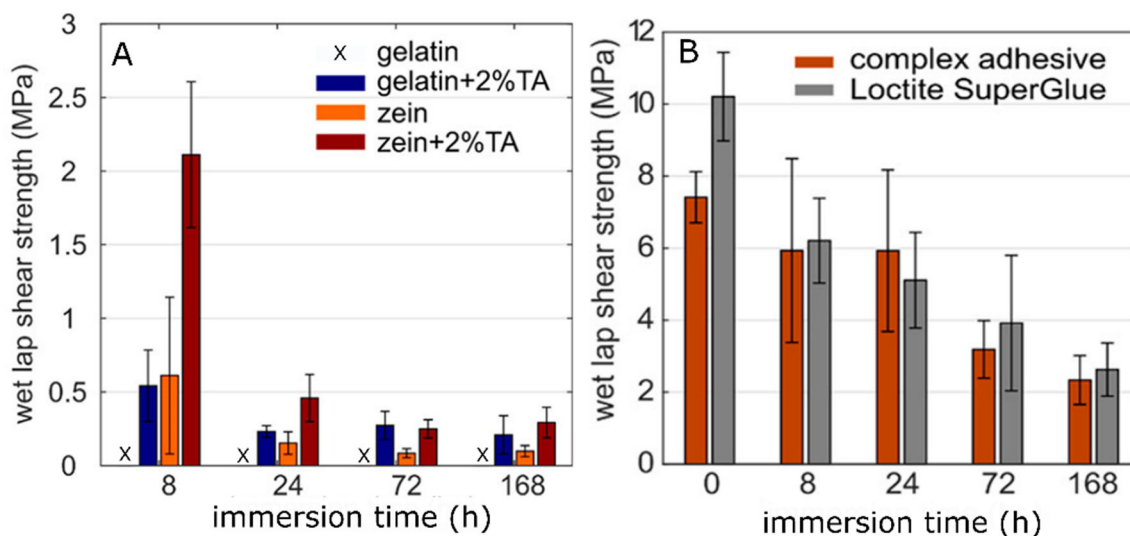 A
wet lap shear strength (MPa)
3
2.5
2
1.5
1
0.5
0
x gelatin
gelatin+2%TA
zein
zein+2%TA
x x x x
8 24 72 168
immersion time (h)
B
wet lap shear strength (MPa)
12
10
8
6
4
2
0
complex adhesive
Loctite SuperGlue
0 8 24 72 168
immersion time (h)